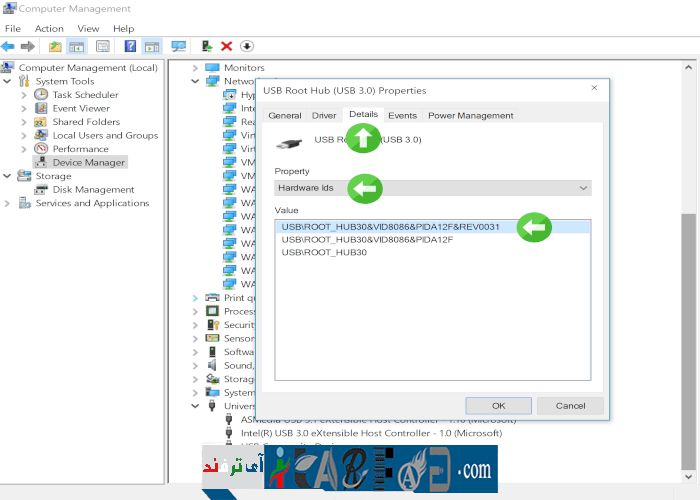 Computer Management
File Action View Help
Computer Management (Local)
System Tools
Task Scheduler
Event Viewer
Shared Folders
Local Users and Groups
Performance
Device Manager
Storage
Disk Management
Services and Applications
Monitors
Netwo
Hyp
Inte
Rea
Virt
Virt
VM
VM
WA
WA
WA
WA
WA
WA
WA
WA
Print qu
Process
Security
Sensor
Softwa
Sound,
Storag
System
Univers
ASMedia USB 3.1 eXtensible Host Controller - 1.10 (Microsoft)
Intel(R) USB 3.0 eXtensible Host Controller - 1.0 (Microsoft)
USB Root Hub (USB 3.0) Properties
General Driver Details Events Power Management
USB Ro (USB 3.0)
Property
Hardware Ids
Value
USB\ROOT_HUB30&VID8086&PIDA12F&REV0031
USB\ROOT_HUB30&VID8086&PIDA12F
USB\ROOT_HUB30
OK Cancel
آی ترفند
.com